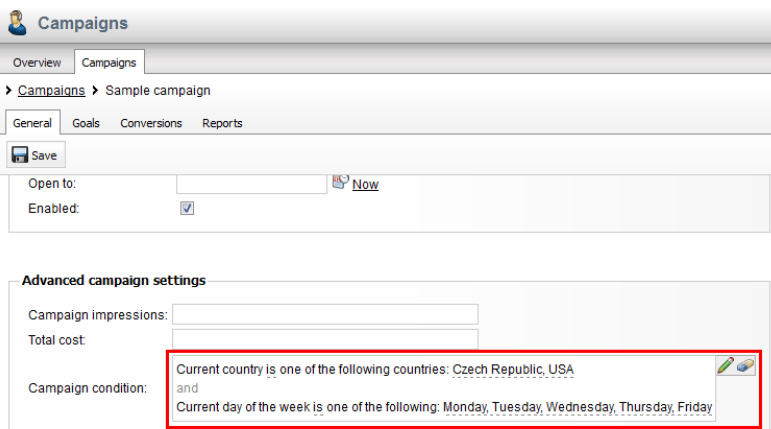 Campaigns
Overview Campaigns
Campaigns Sample campaign
General Goals Conversions Reports
Save
Open to: Now
Enabled:
Advanced campaign settings
Campaign impressions:
Total cost:
Current country is one of the following countries: Czech Republic, USA
Campaign condition: and
Current day of the week is one of the following: Monday, Tuesday, Wednesday, Thursday, Friday